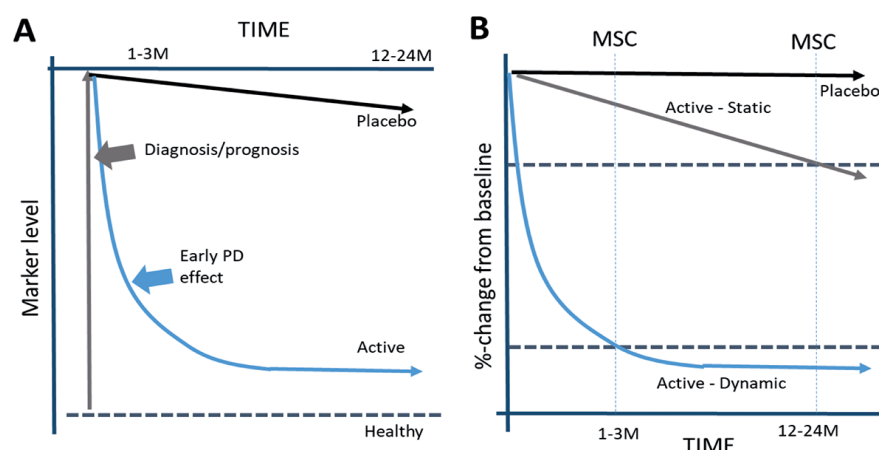 A
TIME
1-3M
12-24M
Placebo
Diagnosis/prognosis
Early PD
effect
Active
Healthy
Marker level
B
MSC
MSC
Placebo
Active - Static
Active - Dynamic
%-change from baseline
1-3M
12-24M
TIME